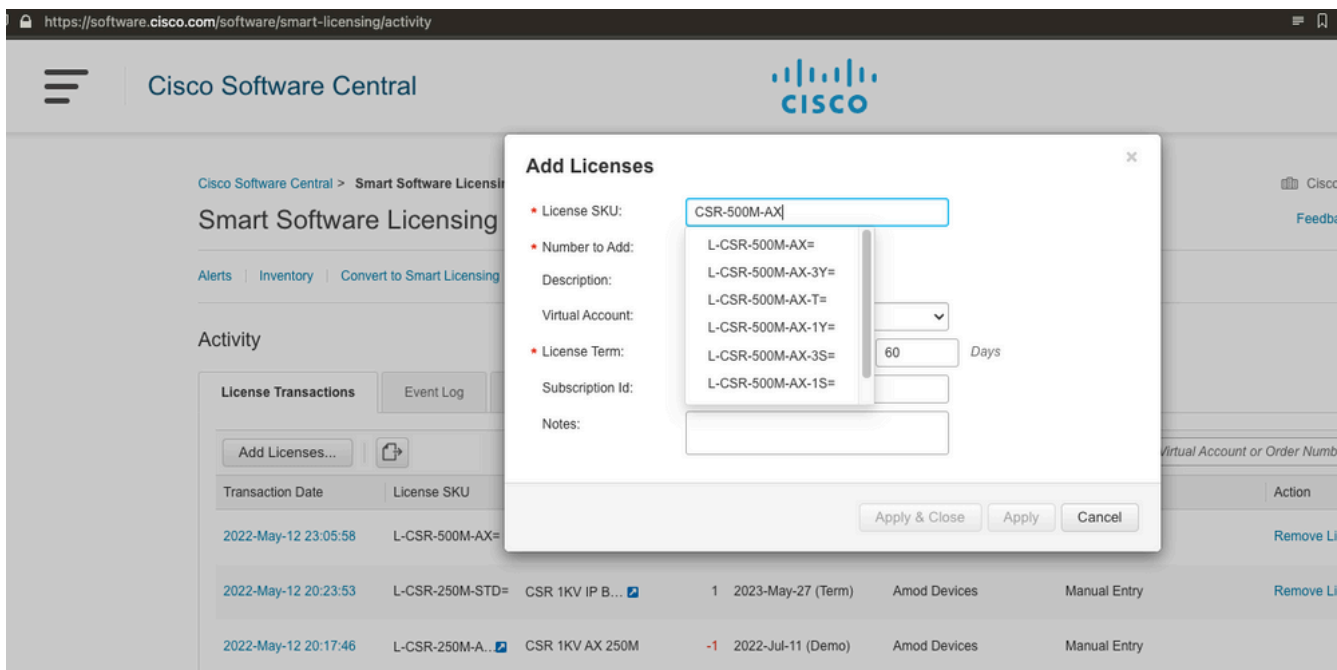 https://software.cisco.com/software/smart-licensing/activity
Cisco Software Central
CISCO
Cisco Software Central > Smart Software Licensin
Cisco
Smart Software Licensing
Feedba
Alerts | Inventory | Convert to Smart Licensing
Activity
License Transactions
Event Log
Add Licenses...
Virtual Account or Order Numb
Transaction Date License SKU Action
2022-May-12 23:05:58 L-CSR-500M-AX= Remove Li
2022-May-12 20:23:53 L-CSR-250M-STD= CSR 1KV IP B... 1 2023-May-27 (Term) Amod Devices Manual Entry Remove Li
2022-May-12 20:17:46 L-CSR-250M-A... CSR 1KV AX 250M -1 2022-Jul-11 (Demo) Amod Devices Manual Entry
Add Licenses
×
* License SKU: CSR-500M-AX
L-CSR-500M-AX=
L-CSR-500M-AX-3Y=
L-CSR-500M-AX-T=
L-CSR-500M-AX-1Y=
L-CSR-500M-AX-3S=
L-CSR-500M-AX-1S=
* Number to Add:
Description:
Virtual Account:
* License Term: 60 Days
Subscription Id:
Notes:
Apply & Close Apply Cancel